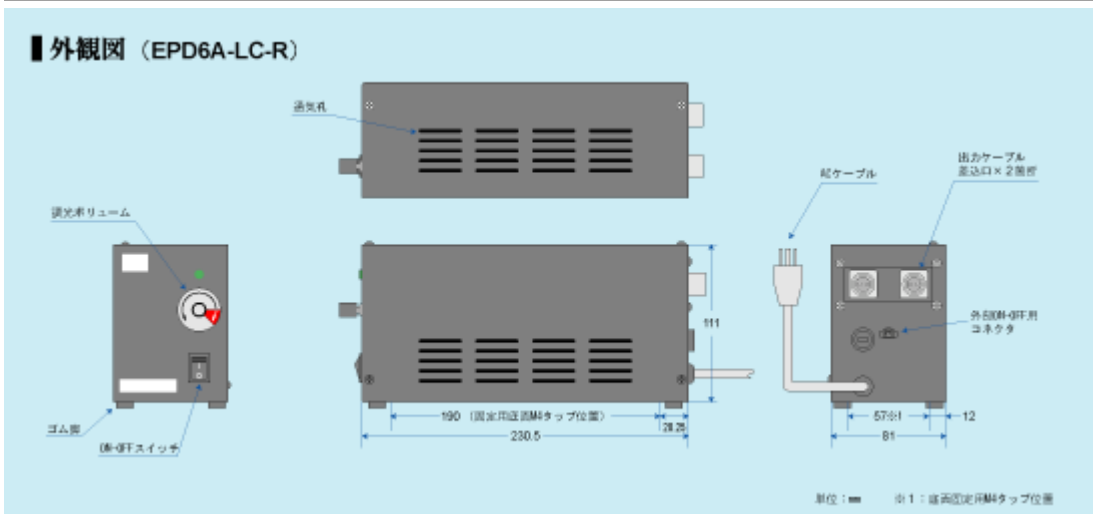 外観図（EPD6A-LC-R）
通気孔
出力ケーブル
差込口×2箇所
ACケーブル
調光ボリューム
111
外部ON-OFF用
コネクタ
190 （固定用底面M4タップ位置）
28.25
57※1
12
ゴム脚
230.5
81
ON-OFFスイッチ
単位：mm
※1：底面固定用M4タップ位置